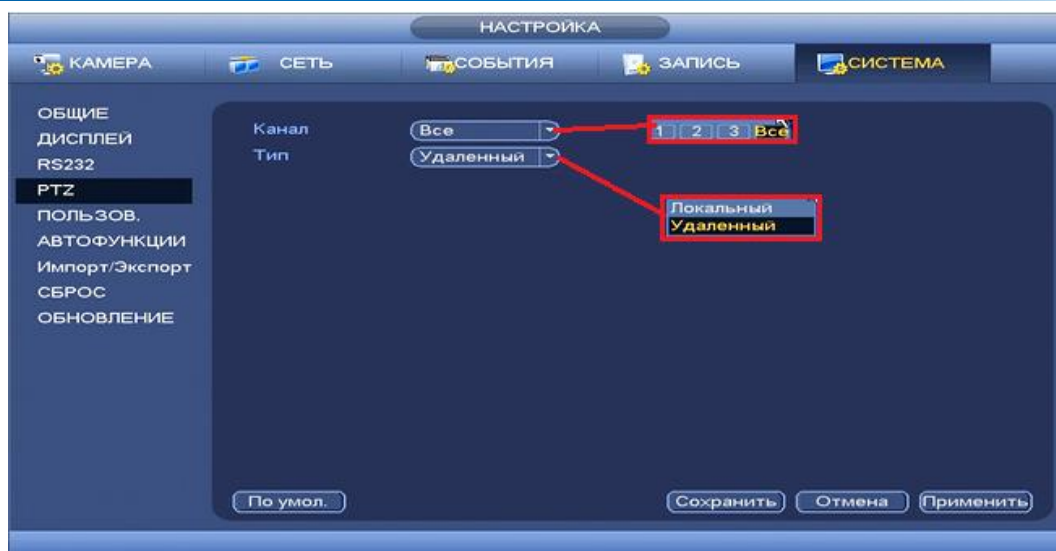 НАСТРОЙКА
КАМЕРА СЕТЬ СОБЫТИЯ ЗАПИСЬ СИСТЕМА
ОБЩИЕ
ДИСПЛЕЙ
RS232
PTZ
ПОЛЬЗОВ.
АВТОФУНКЦИИ
Импорт/Экспорт
СБРОС
ОБНОВЛЕНИЕ
Канал Все 1 2 3 Все
Тип Удаленный
Локальный
Удаленный
По умол. Сохранить Отмена Применить